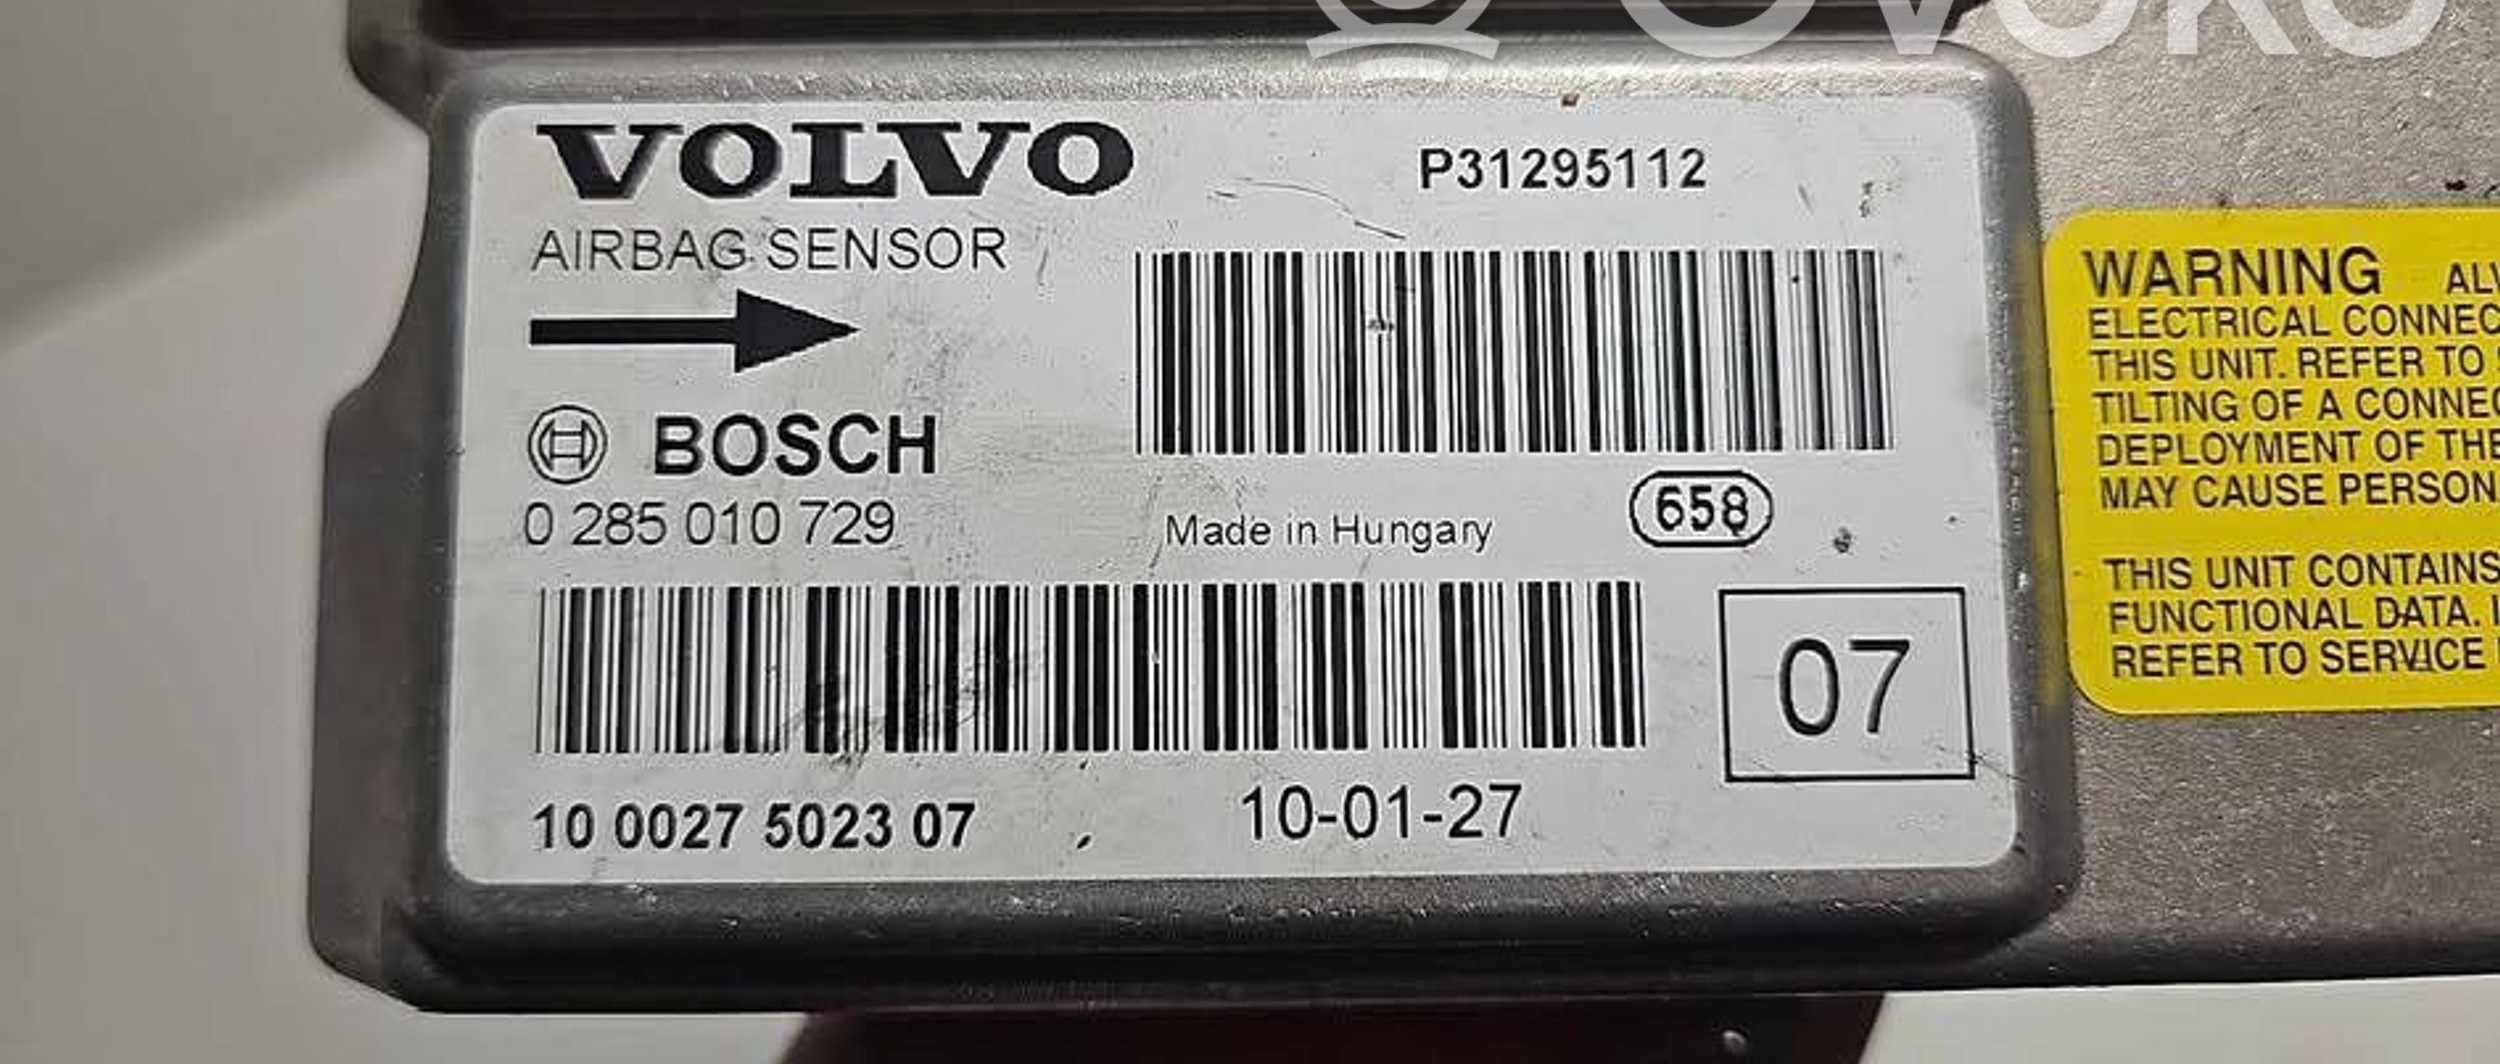 OVOKO
VOLVO
P31295112
AIRBAG SENSOR
BOSCH
0 285 010 729
Made in Hungary
658
07
10 0027 5023 07
10-01-27
WARNING
ELECTRICAL
THIS UNIT. REFER TO
TILTING OF A
DEPLOYMENT OF
MAY CAUSE
THIS UNIT CONTAINS
FUNCTIONAL DATA.
REFER TO SERVICE